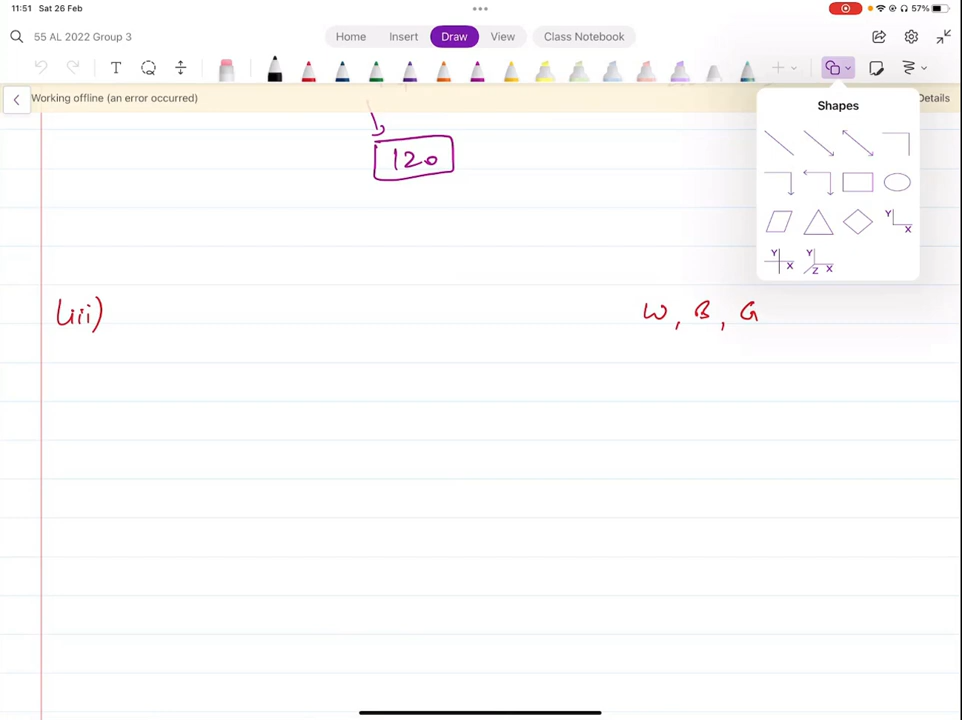 11:51 Sat 26 Feb 57%
55 AL 2022 Group 3 Home Insert Draw View Class Notebook
T
Working offline (an error occurred) Details
Shapes
120
Y X
Y X Y Z X
(iii) W, B, G